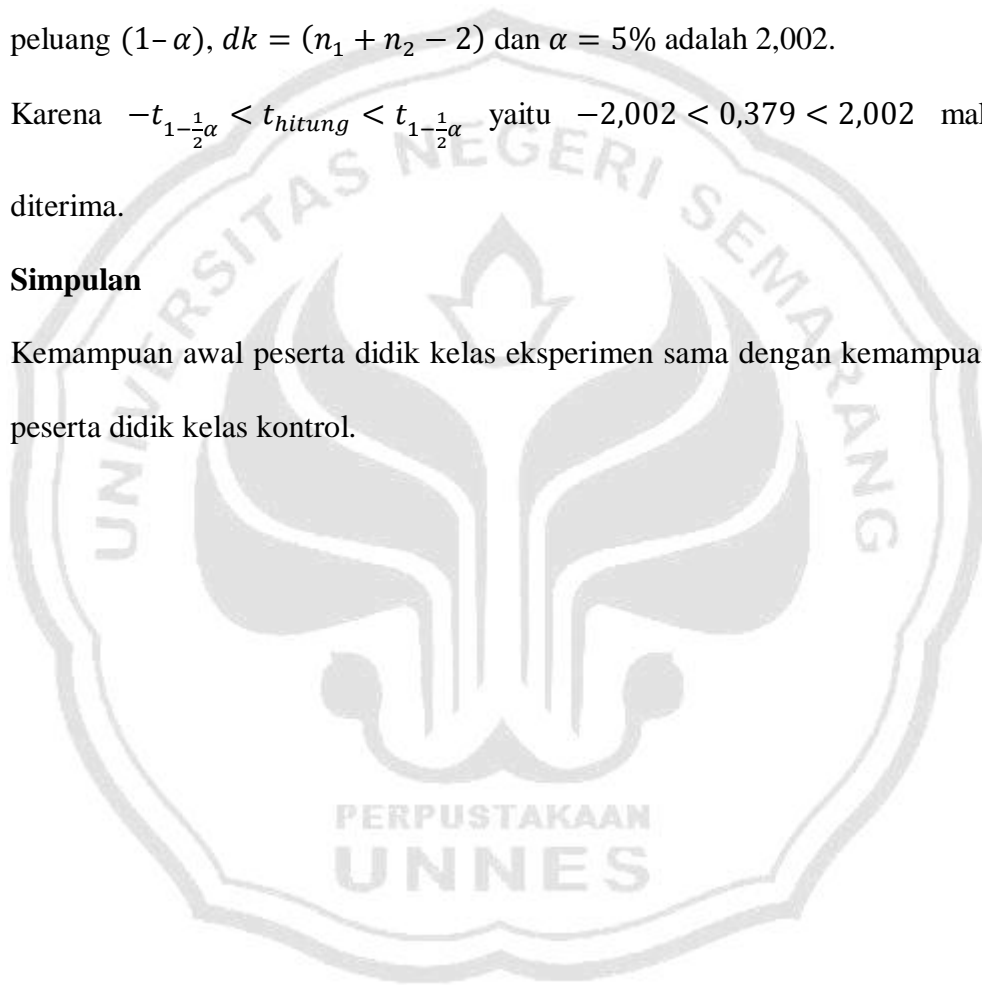 peluang (1– α), dk = (n₁ + n₂ − 2) dan α = 5% adalah 2,002.
Karena −t₁₋½α < t_hitung < t₁₋½α yaitu −2,002 < 0,379 < 2,002
diterima.
Simpulan
Kemampuan awal peserta didik kelas eksperimen sama dengan
peserta didik kelas kontrol.
UNIVERSITAS NEGERI SEMARANG
PERPUSTAKAAN
UNNES